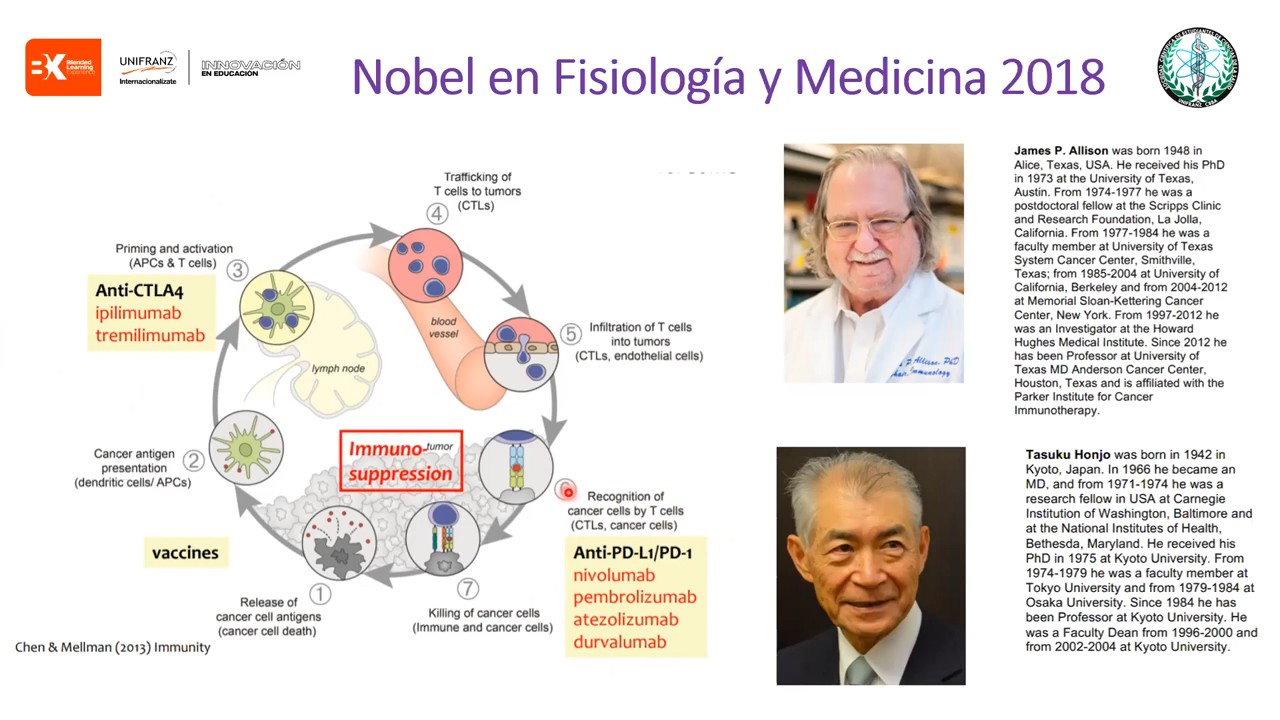 BX Blended Learning Experience
UNIFRANZ
Internacionalízate
INNOVACIÓN
EN EDUCACIÓN
Nobel en Fisiología y Medicina 2018
UNIFRANZ CBBA
Trafficking of
T cells to tumors
(CTLs)
4
Priming and activation
(APCs & T cells)
3
Anti-CTLA4
ipilimumab
tremilimumab
blood
vessel
lymph node
5
Infiltration of T cells
into tumors
(CTLs, endothelial cells)
Cancer antigen
presentation
(dendritic cells/ APCs)
2
Immuno-
suppression
tumor
6
Recognition of
cancer cells by T cells
(CTLs, cancer cells)
vaccines
Anti-PD-L1/PD-1
nivolumab
pembrolizumab
atezolizumab
durvalumab
1
Release of
cancer cell antigens
(cancer cell death)
7
Killing of cancer cells
(Immune and cancer cells)
Chen & Mellman (2013) Immunity
P. Allison, PhD
Immunology
James P. Allison was born 1948 in
Alice, Texas, USA. He received his PhD
in 1973 at the University of Texas,
Austin. From 1974-1977 he was a
postdoctoral fellow at the Scripps Clinic
and Research Foundation, La Jolla,
California. From 1977-1984 he was a
faculty member at University of Texas
System Cancer Center, Smithville,
Texas; from 1985-2004 at University of
California, Berkeley and from 2004-2012
at Memorial Sloan-Kettering Cancer
Center, New York. From 1997-2012 he
was an Investigator at the Howard
Hughes Medical Institute. Since 2012 he
has been Professor at University of
Texas MD Anderson Cancer Center,
Houston, Texas and is affiliated with the
Parker Institute for Cancer
Immunotherapy.
Tasuku Honjo was born in 1942 in
Kyoto, Japan. In 1966 he became an
MD, and from 1971-1974 he was a
research fellow in USA at Carnegie
Institution of Washington, Baltimore and
at the National Institutes of Health,
Bethesda, Maryland. He received his
PhD in 1975 at Kyoto University. From
1974-1979 he was a faculty member at
Tokyo University and from 1979-1984 at
Osaka University. Since 1984 he has
been Professor at Kyoto University. He
was a Faculty Dean from 1996-2000 and
from 2002-2004 at Kyoto University.